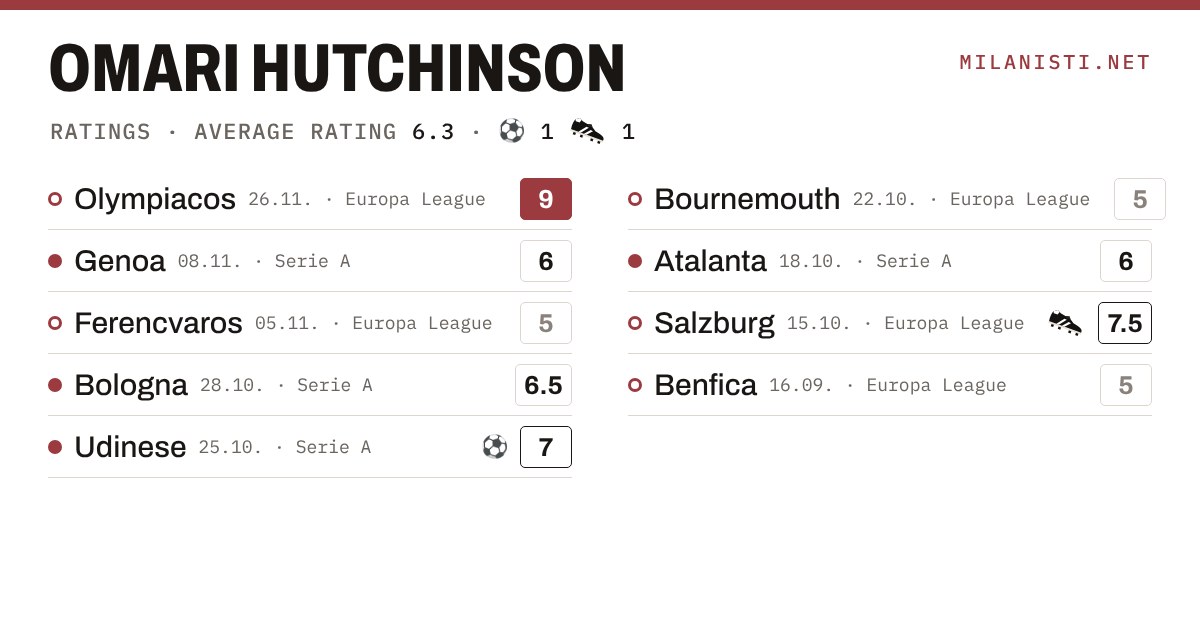 OMARI HUTCHINSON
MILANISTI.NET
RATINGS · AVERAGE RATING 6.3 · ⚽ 1 1
Olympiacos 26.11. · Europa League 9
Genoa 08.11. · Serie A 6
Ferencvaros 05.11. · Europa League 5
Bologna 28.10. · Serie A 6.5
Udinese 25.10. · Serie A ⚽ 7
Bournemouth 22.10. · Europa League 5
Atalanta 18.10. · Serie A 6
Salzburg 15.10. · Europa League 7.5
Benfica 16.09. · Europa League 5